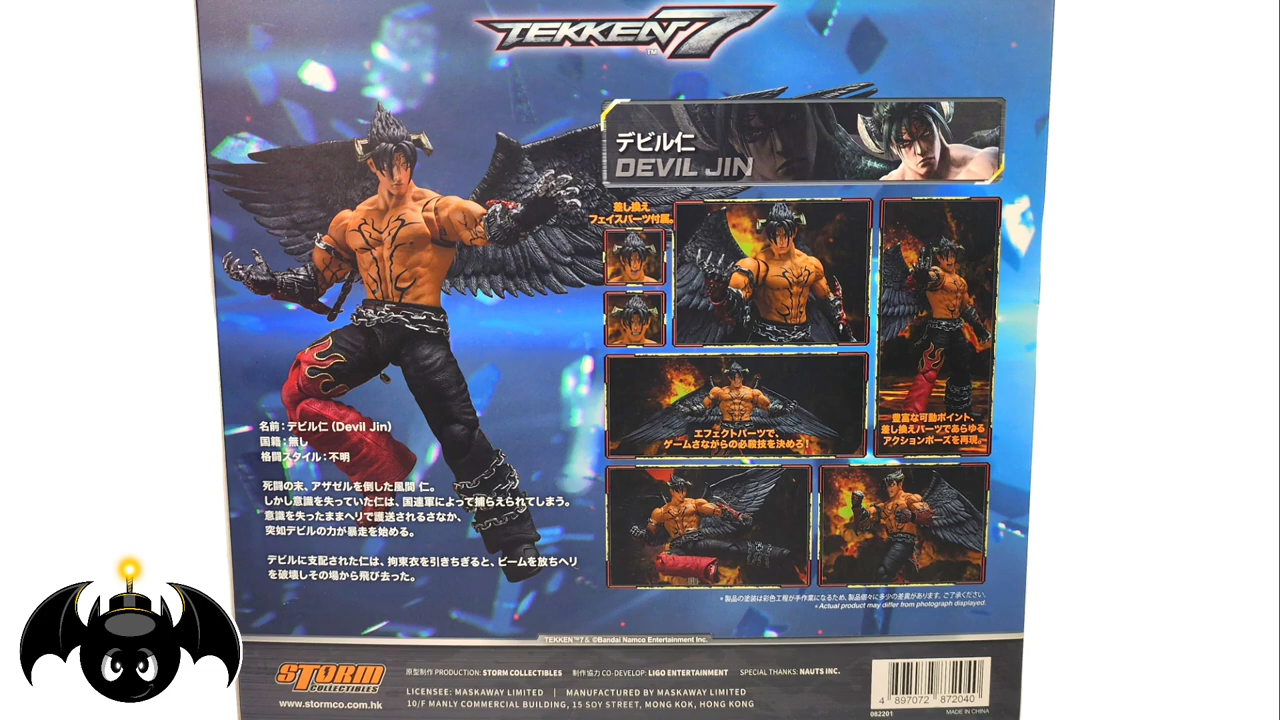 TEKKEN 7
TM
デビル仁
DEVIL JIN
差し換え
フェイスパーツ付属。
エフェクトパーツで、
ゲームさながらの必殺技を決めろ！
豊富な可動ポイント、
差し換えパーツであらゆる
アクションポーズを再現。
名前：デビル仁（Devil Jin）
国籍：無し
格闘スタイル：不明
死闘の末、アザゼルを倒した風間 仁。
しかし意識を失っていた仁は、国連軍によって捕らえられてしまう。
意識を失ったままヘリで護送されるさなか、
突如デビルの力が暴走を始める。
デビルに支配された仁は、拘束衣を引きちぎると、ビームを放ちヘリ
を破壊しその場から飛び去った。
*製品の塗装は彩色工程が手作業になるため、製品個々に多少の差異があります。ご了承ください。
*Actual product may differ from photograph displayed.
TEKKEN™7& ©Bandai Namco Entertainment Inc.
STORM
COLLECTIBLES
www.stormco.com.hk
原型制作 PRODUCTION: STORM COLLECTIBLES 制作協力 CO-DEVELOP: LIGO ENTERTAINMENT SPECIAL THANKS: NAUTS INC.
LICENSEE: MASKAWAY LIMITED | MANUFACTURED BY MASKAWAY LIMITED
10/F MANLY COMMERCIAL BUILDING, 15 SOY STREET, MONG KOK, HONG KONG
4 897072 872040
082201 MADE IN CHINA